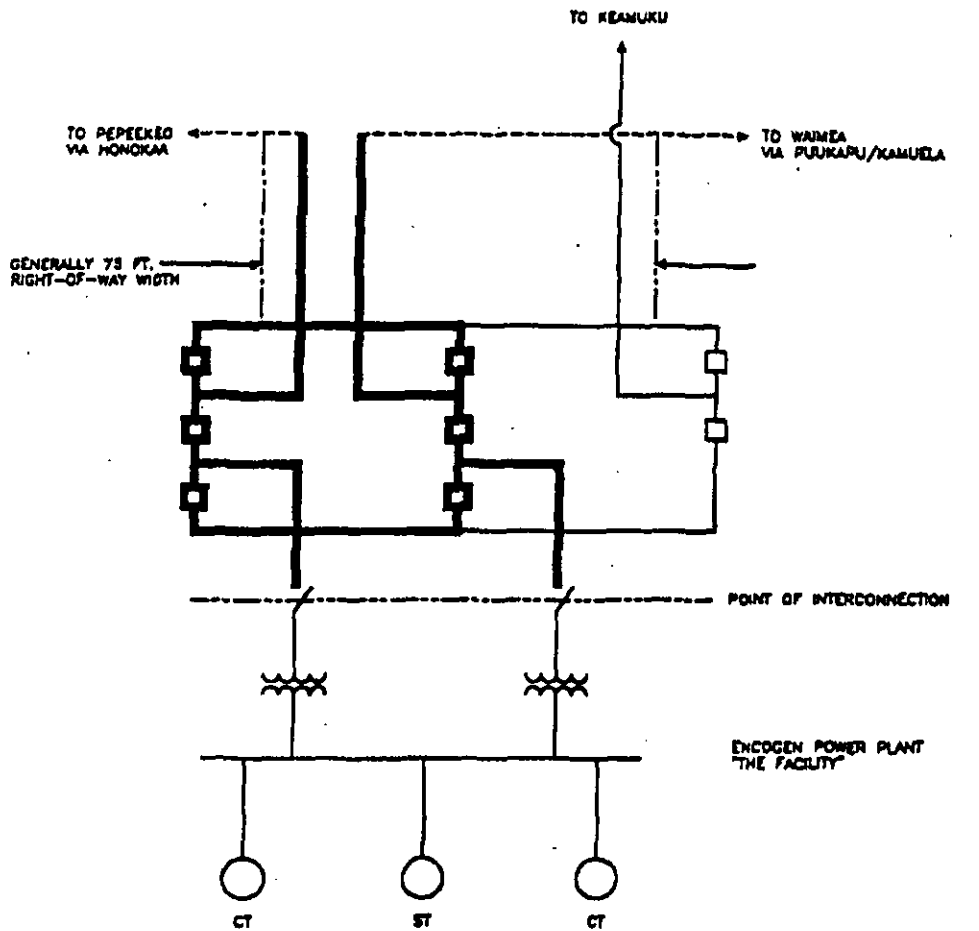 TO KEAMUKU
TO PEPEEKEO
VIA HONOKAA
TO WAIMEA
VIA PUUKAPU/KAMUELA
GENERALLY 75 FT.
RIGHT-OF-WAY WIDTH
POINT OF INTERCONNECTION
ENCOGEN POWER PLANT
"THE FACILITY"
CT
ST
CT